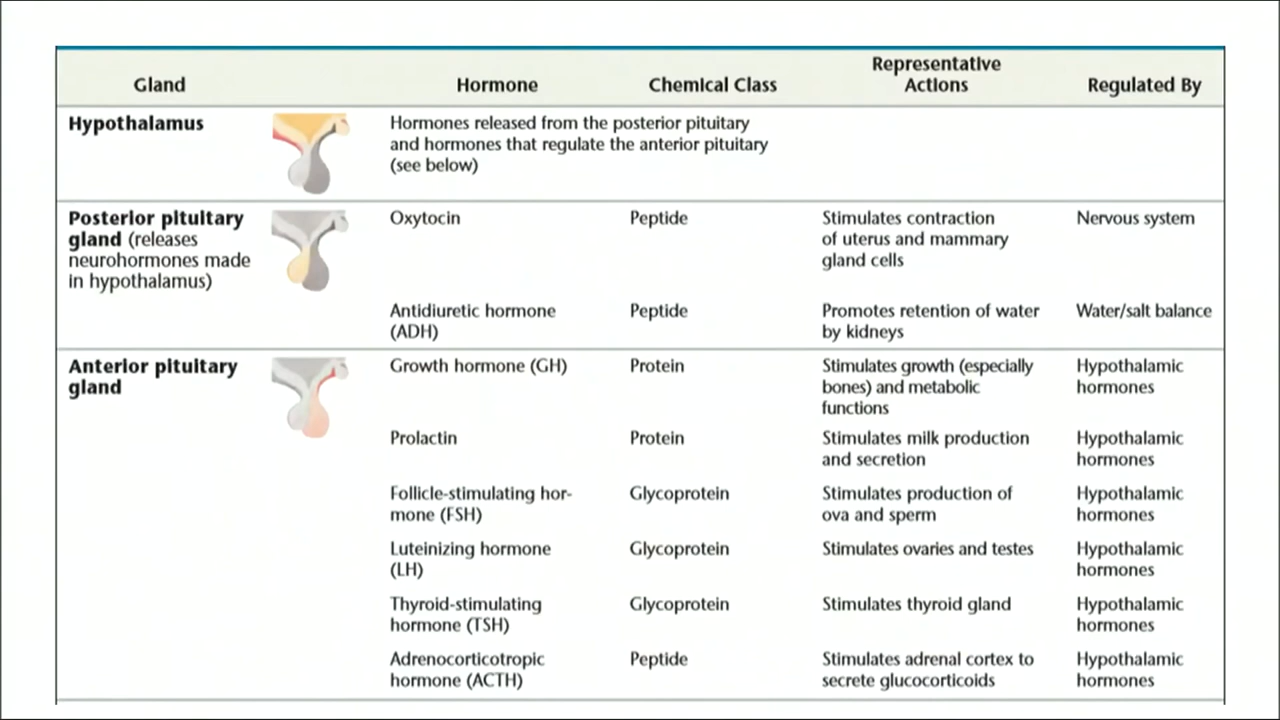 Gland Hormone Chemical Class Representative Actions Regulated By
Hypothalamus
Hormones released from the posterior pituitary
and hormones that regulate the anterior pituitary
(see below)
Posterior pituitary
gland (releases
neurohormones made
in hypothalamus)
Oxytocin
Peptide
Stimulates contraction
of uterus and mammary
gland cells
Nervous system
Antidiuretic hormone
(ADH)
Peptide
Promotes retention of water
by kidneys
Water/salt balance
Anterior pituitary
gland
Growth hormone (GH)
Protein
Stimulates growth (especially
bones) and metabolic
functions
Hypothalamic
hormones
Prolactin
Protein
Stimulates milk production
and secretion
Hypothalamic
hormones
Follicle-stimulating hor-
mone (FSH)
Glycoprotein
Stimulates production of
ova and sperm
Hypothalamic
hormones
Luteinizing hormone
(LH)
Glycoprotein
Stimulates ovaries and testes
Hypothalamic
hormones
Thyroid-stimulating
hormone (TSH)
Glycoprotein
Stimulates thyroid gland
Hypothalamic
hormones
Adrenocorticotropic
hormone (ACTH)
Peptide
Stimulates adrenal cortex to
secrete glucocorticoids
Hypothalamic
hormones